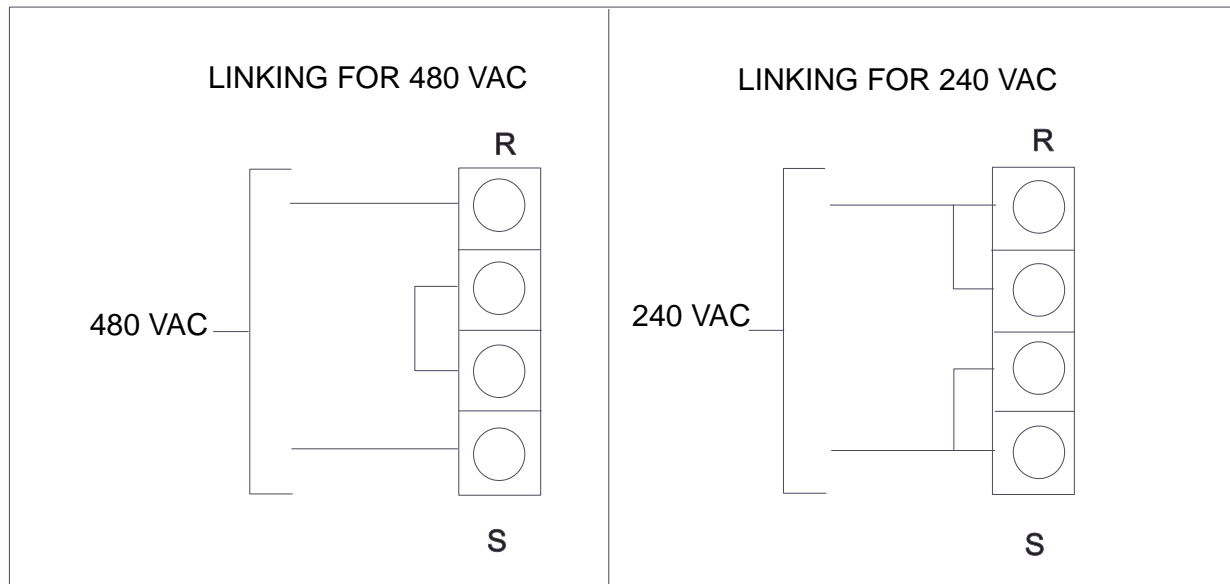 LINKING FOR 480 VAC
R
480 VAC
S
LINKING FOR 240 VAC
R
240 VAC
S